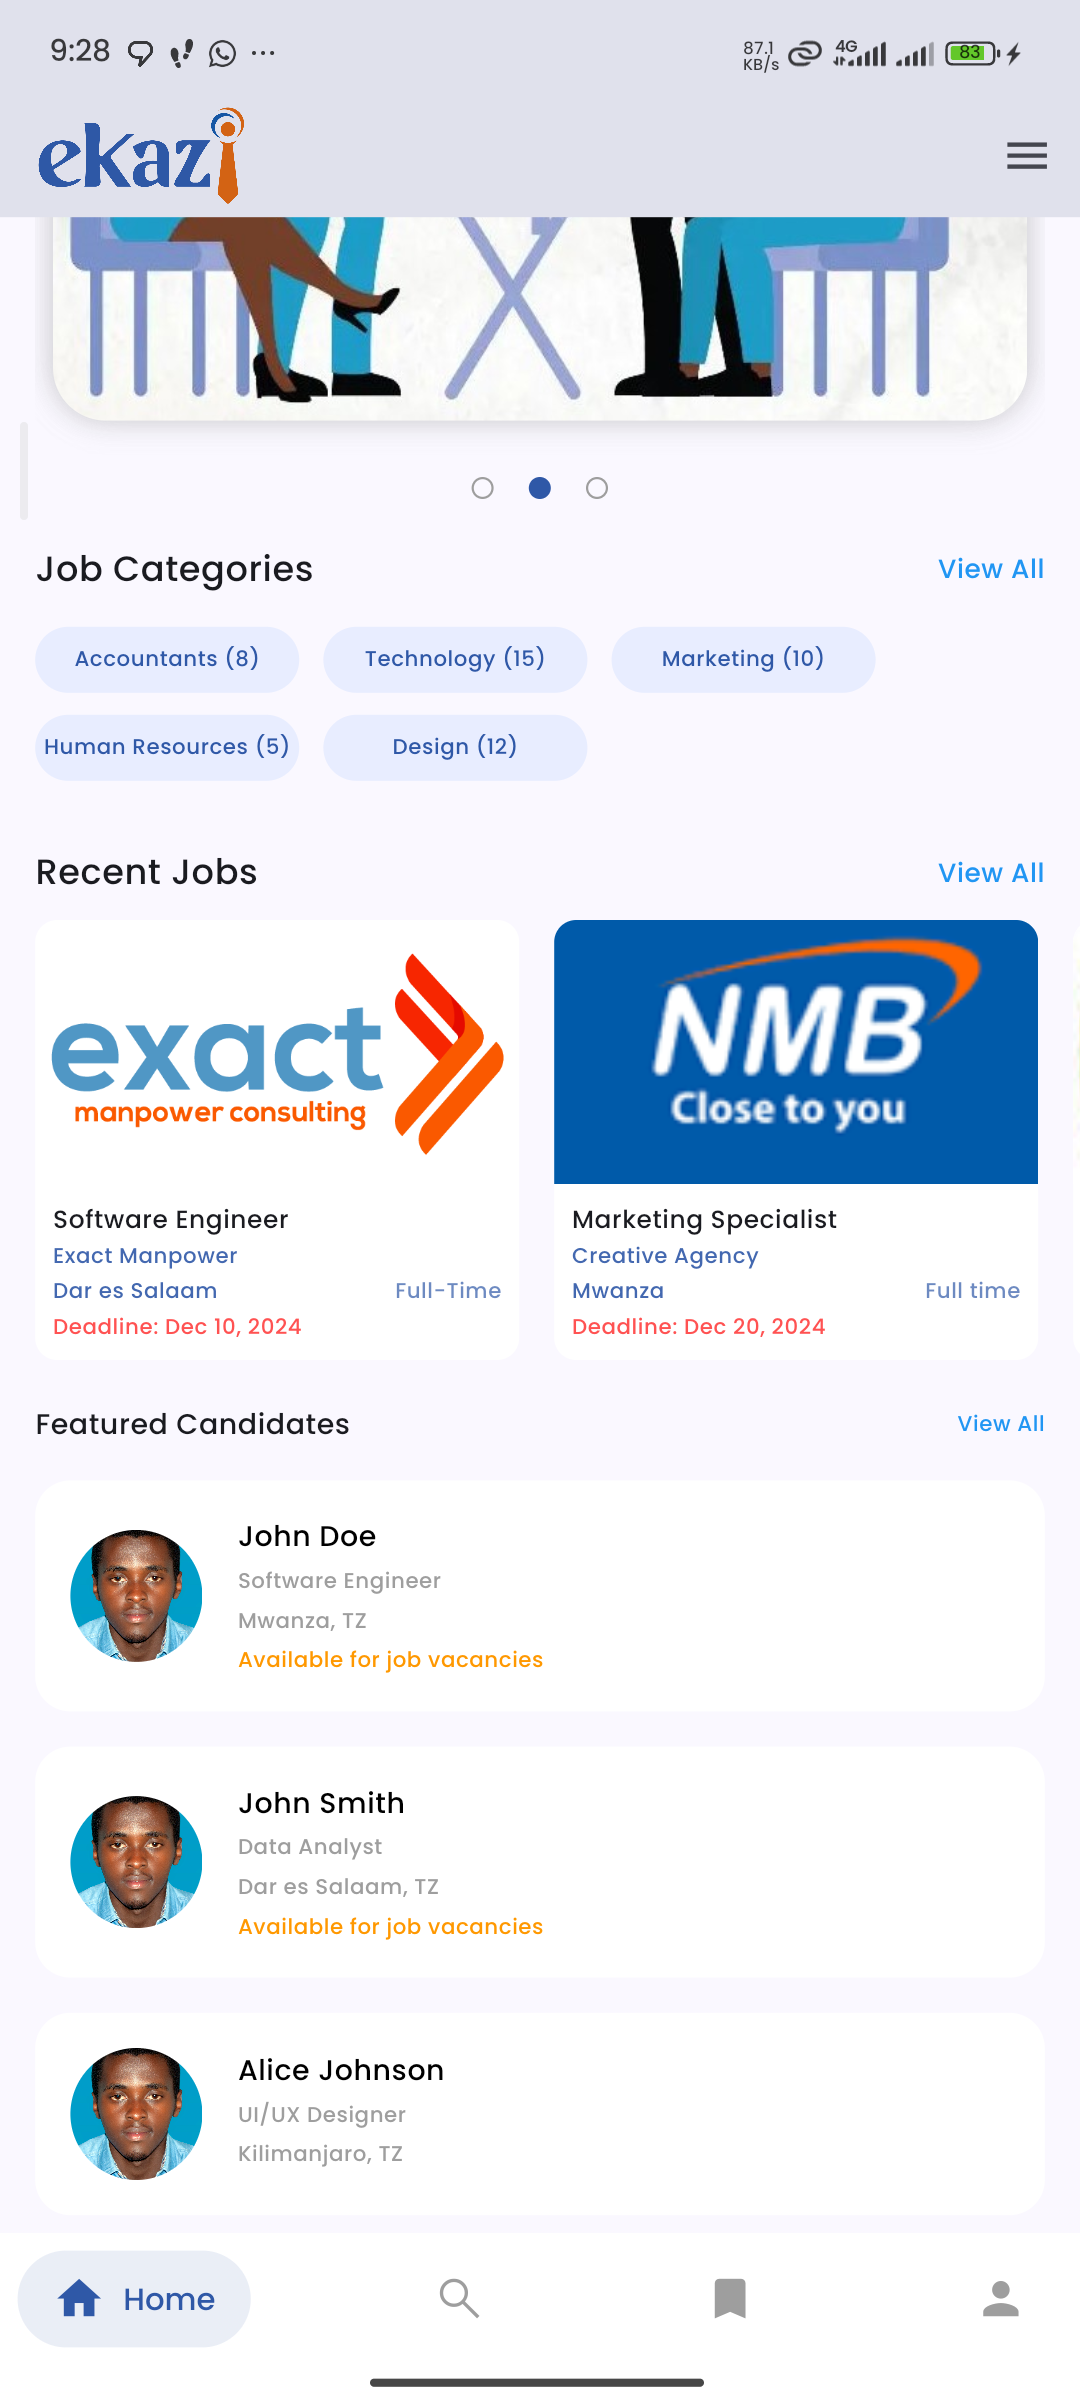 9:28
87.1
KB/s
4G
83
ekazi
Job Categories
View All
Accountants (8)
Technology (15)
Marketing (10)
Human Resources (5)
Design (12)
Recent Jobs
View All
exact
manpower consulting
NMB
Close to you
Software Engineer
Exact Manpower
Dar es Salaam
Full-Time
Deadline: Dec 10, 2024
Marketing Specialist
Creative Agency
Mwanza
Full time
Deadline: Dec 20, 2024
Featured Candidates
View All
John Doe
Software Engineer
Mwanza, TZ
Available for job vacancies
John Smith
Data Analyst
Dar es Salaam, TZ
Available for job vacancies
Alice Johnson
UI/UX Designer
Kilimanjaro, TZ
Home